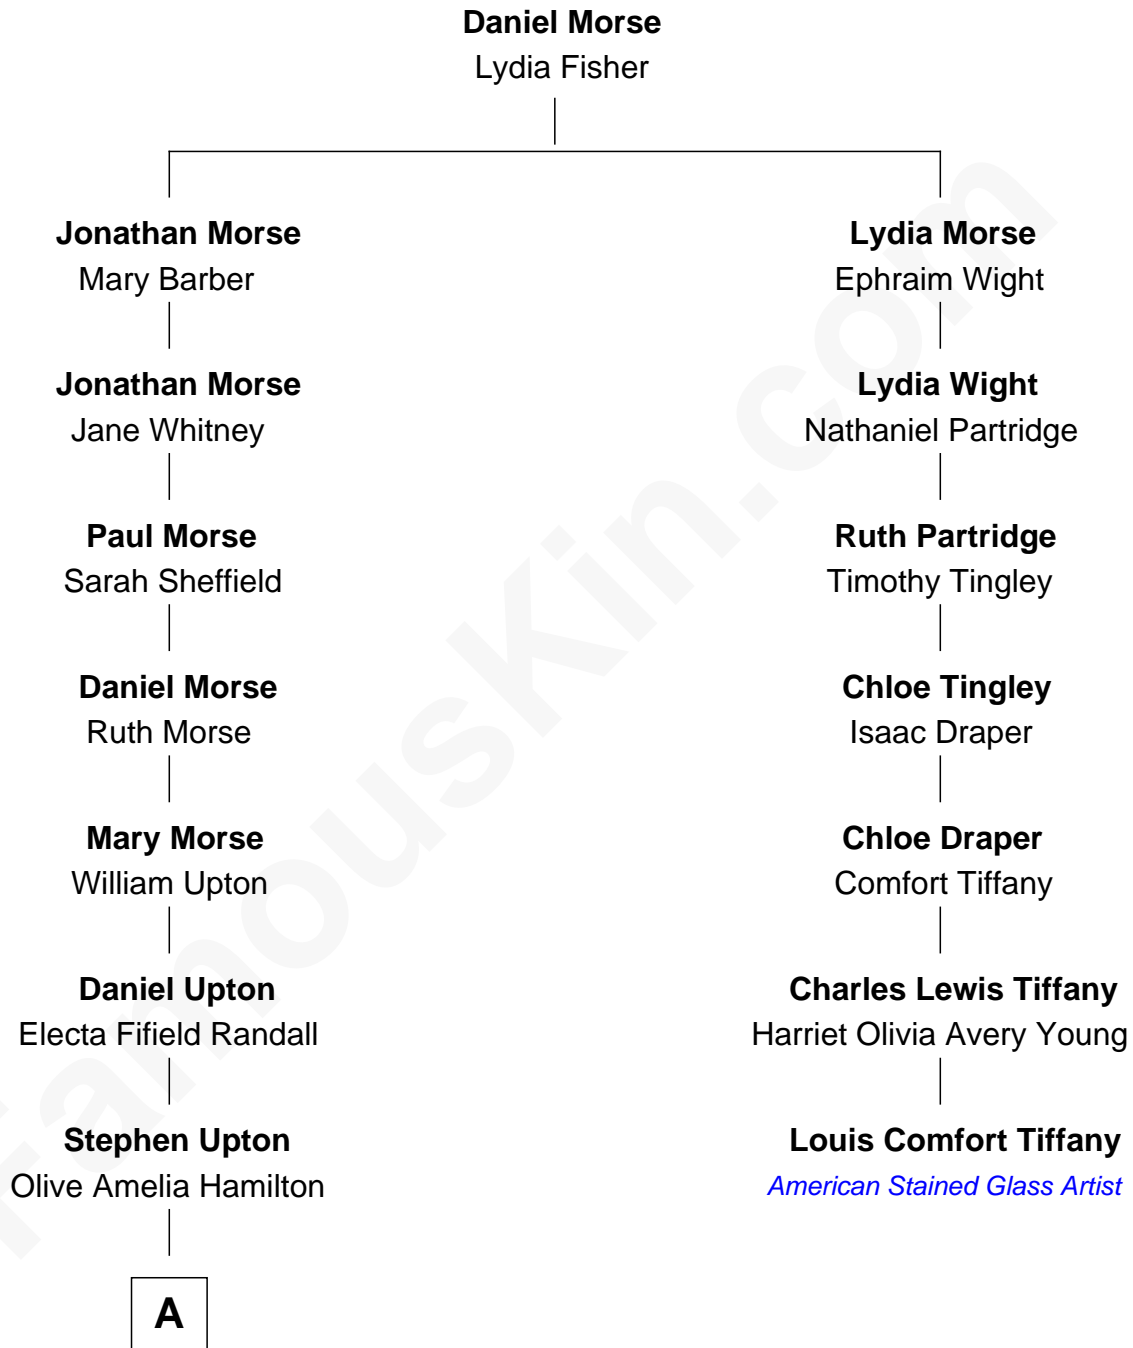 Daniel Morse
Lydia Fisher
Jonathan Morse
Mary Barber
Lydia Morse
Ephraim Wight
Jonathan Morse
Jane Whitney
Lydia Wight
Nathaniel Partridge
Paul Morse
Sarah Sheffield
Ruth Partridge
Timothy Tingley
Daniel Morse
Ruth Morse
Chloe Tingley
Isaac Draper
Mary Morse
William Upton
Chloe Draper
Comfort Tiffany
Daniel Upton
Electa Fifield Randall
Charles Lewis Tiffany
Harriet Olivia Avery Young
Stephen Upton
Olive Amelia Hamilton
Louis Comfort Tiffany
American Stained Glass Artist
A
FamousKin.com